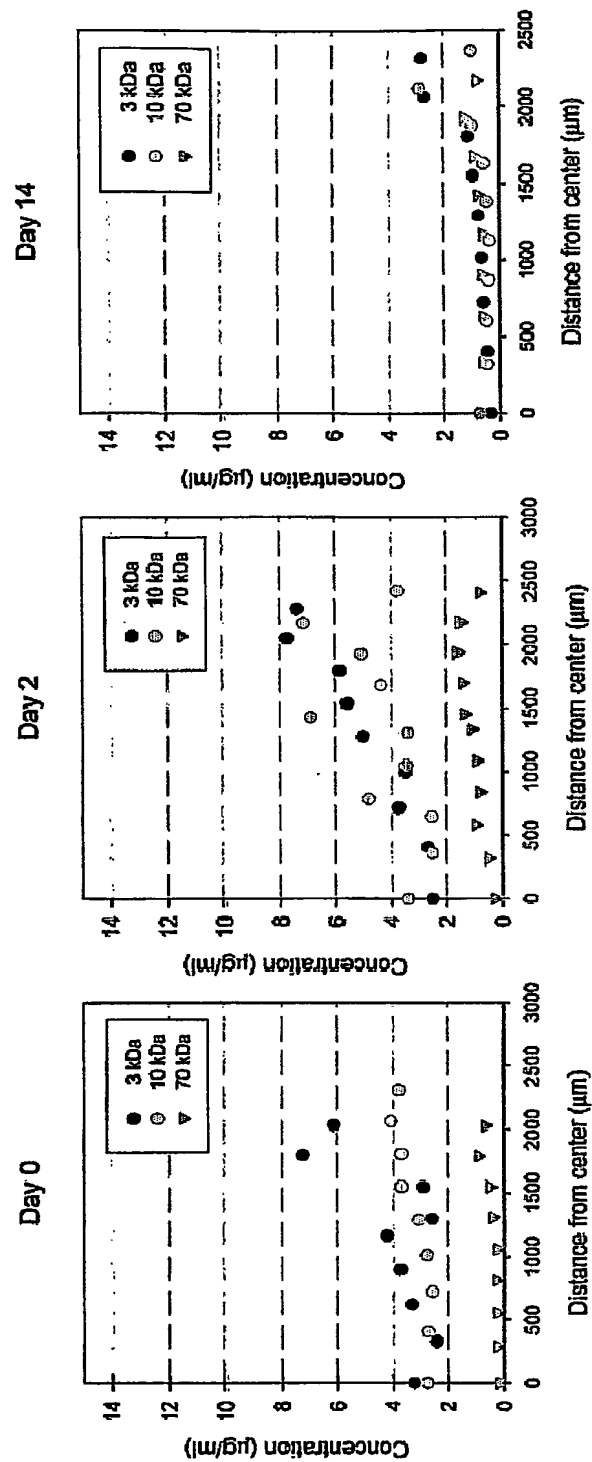 Day 0
14
12
10
8
6
4
2
0
Concentration (µg/ml)
3 kDa
10 kDa
70 kDa
0
500
1000
1500
2000
2500
3000
Distance from center (µm)
Day 2
14
12
10
8
6
4
2
0
Concentration (µg/ml)
3 kDa
10 kDa
70 kDa
0
500
1000
1500
2000
2500
3000
Distance from center (µm)
Day 14
14
12
10
8
6
4
2
0
Concentration (µg/ml)
3 kDa
10 kDa
70 kDa
0
500
1000
1500
2000
2500
Distance from center (µm)